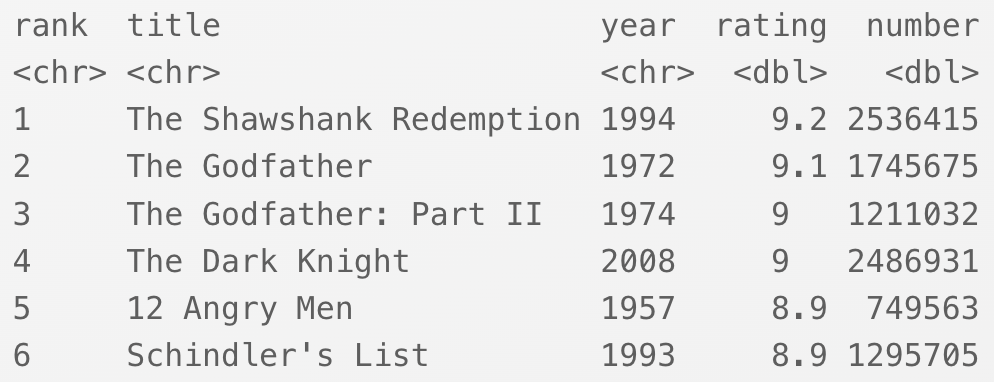 rank title year rating number
<chr> <chr> <chr> <dbl> <dbl>
1 The Shawshank Redemption 1994 9.2 2536415
2 The Godfather 1972 9.1 1745675
3 The Godfather: Part II 1974 9 1211032
4 The Dark Knight 2008 9 2486931
5 12 Angry Men 1957 8.9 749563
6 Schindler's List 1993 8.9 1295705